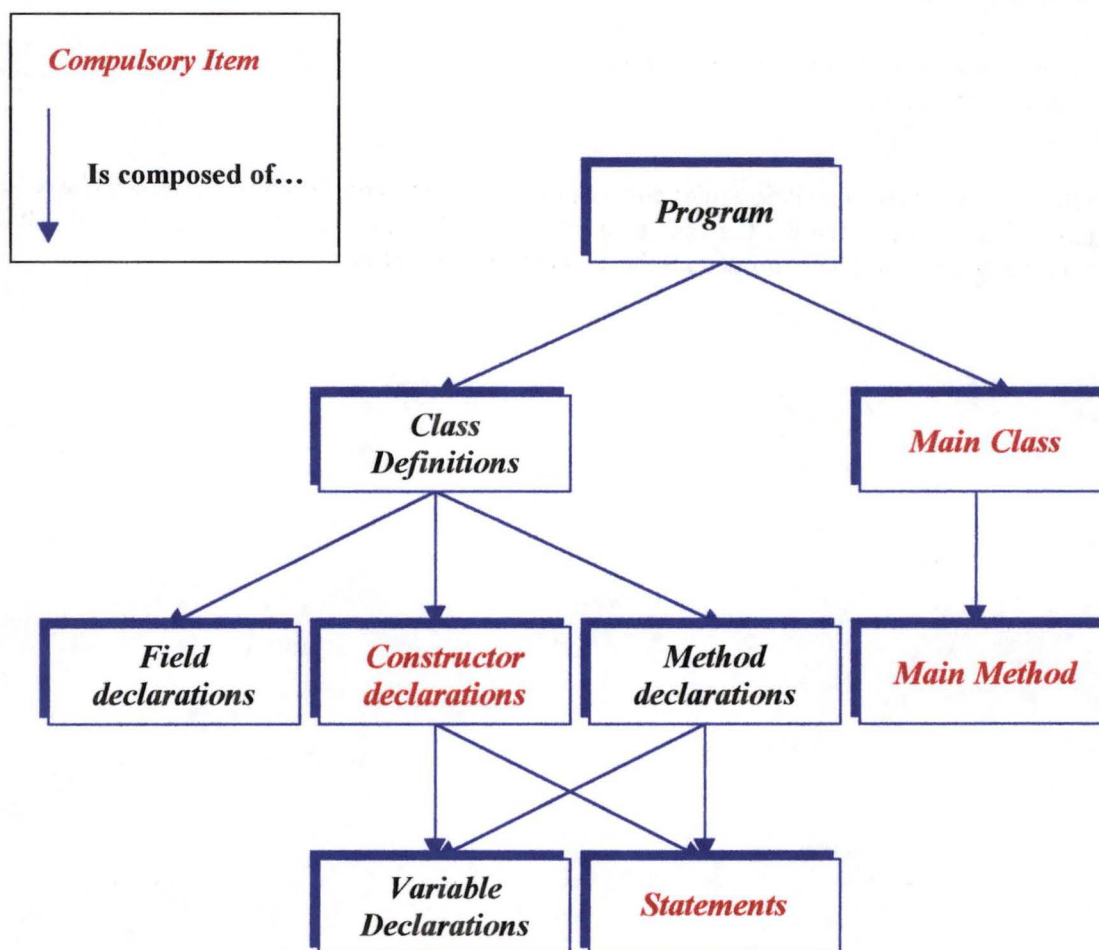 Compulsory Item
Is composed of...
Program
Class
Definitions
Main Class
Field
declarations
Constructor
declarations
Method
declarations
Main Method
Variable
Declarations
Statements